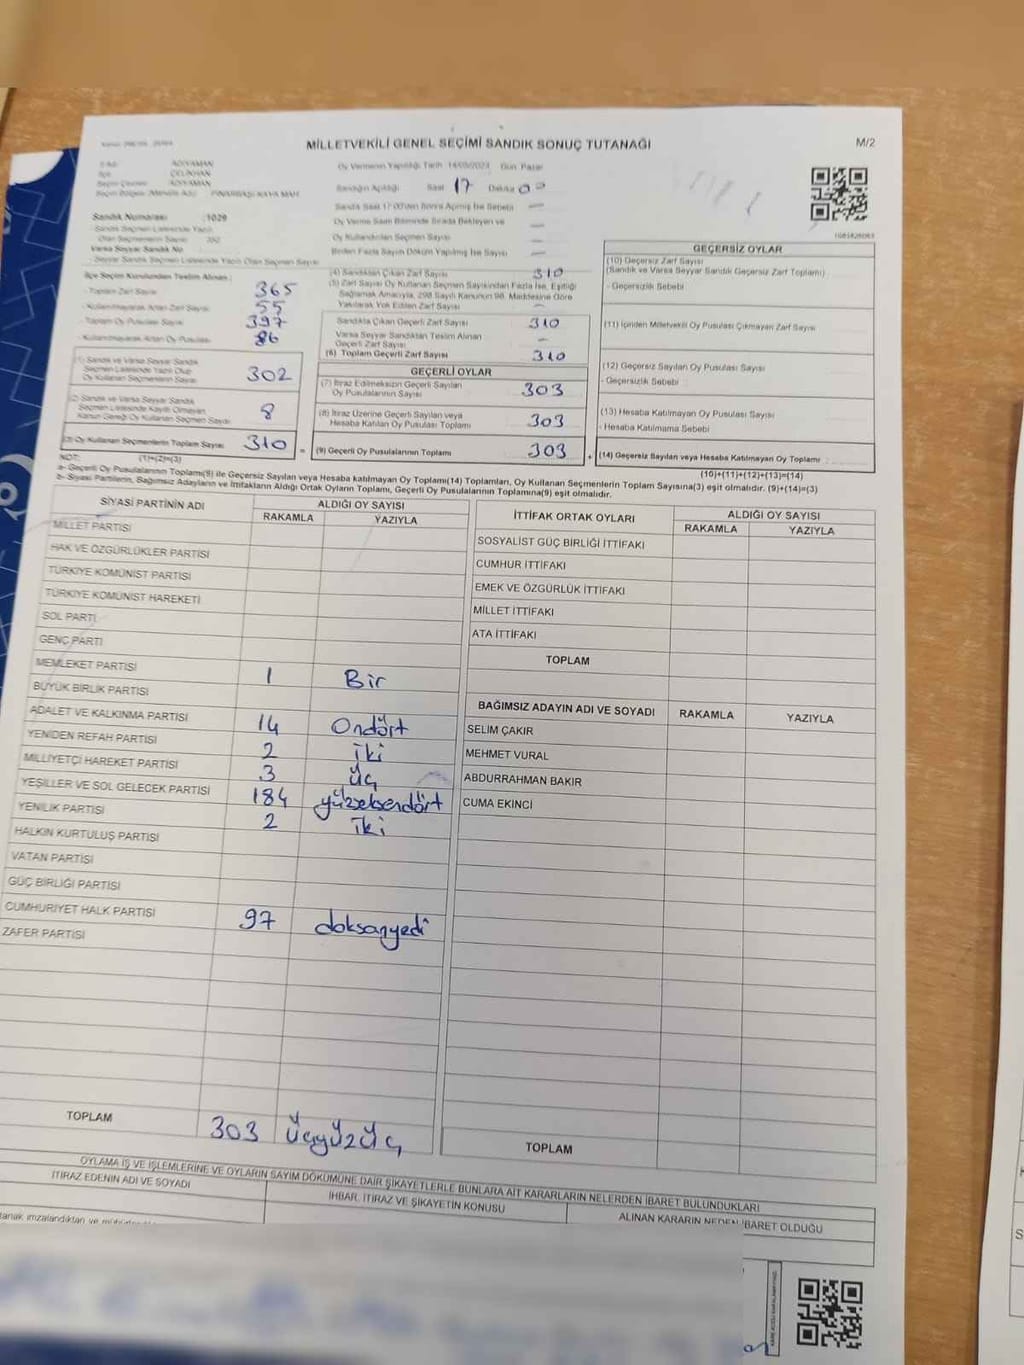 MİLLETVEKİLİ GENEL SEÇİMİ SANDIK SONUÇ TUTANAĞI
M/2
ADIYAMAN
ÇELİKHAN
ADIYAMAN
PINARBAŞI KAYA MAH
Oy Vermenin Yapıldığı Tarih 14/05/2023 Gün Pazar
Sandığın Açıldığı Saat 17 Dakika 00
Sandık Numarası : 1029
Sandık Saat 17:00'den Sonra Açılmış İse Sebebi —
Oy Verme Saati Bitiminde Sırada Bekleyen ve
Oy Kullandırılan Seçmen Sayısı —
Birden Fazla Sayım Döküm Yapılmış İse Sayısı —
Varsa Seyyar Sandık No
- Seyyar Sandık Seçmen Listesinde Yazılı Olan Seçmen Sayısı
İlçe Seçim Kurulundan Teslim Alınan:
- Toplam Zarf Sayısı 365
- Kullanılmayarak Artan Zarf Sayısı 55
- Toplam Oy Pusulası Sayısı 397
- Kullanılmayarak Artan Oy Pusulası 86
(1) Sandık ve Varsa Seyyar Sandık
Seçmen Listesinde Yazılı Olup
Oy Kullanan Seçmenlerin Sayısı 302
(2) Sandık ve Varsa Seyyar Sandık
Seçmen Listesinde Kayıtlı Olmayan
Kanun Gereği Oy Kullanan Seçmen Sayısı 8
(3) Oy Kullanan Seçmenlerin Toplam Sayısı 310
(1)+(2)=(3)
(4) Sandıktan Çıkan Zarf Sayısı 310
(5) Zarf Sayısı Oy Kullanan Seçmen Sayısından Fazla İse, Eşitliği
Sağlamak Amacıyla, 298 Sayılı Kanunun 98. Maddesine Göre
Yakılarak Yok Edilen Zarf Sayısı —
Sandıkta Çıkan Geçerli Zarf Sayısı 310
Varsa Seyyar Sandıktan Teslim Alınan
Geçerli Zarf Sayısı —
(6) Toplam Geçerli Zarf Sayısı 310
GEÇERLİ OYLAR
(7) İtiraz Edilmeksizin Geçerli Sayılan
Oy Pusulalarının Sayısı 303
(8) İtiraz Üzerine Geçerli Sayılan veya
Hesaba Katılan Oy Pusulası Toplamı 303
(9) Geçerli Oy Pusulalarının Toplamı 303
GEÇERSİZ OYLAR
(10) Geçersiz Zarf Sayısı
(Sandık ve Varsa Seyyar Sandık Geçersiz Zarf Toplamı)
- Geçersizlik Sebebi
(11) İçinden Milletvekili Oy Pusulası Çıkmayan Zarf Sayısı
(12) Geçersiz Sayılan Oy Pusulası Sayısı
- Geçersizlik Sebebi
(13) Hesaba Katılmayan Oy Pusulası Sayısı
- Hesaba Katılmama Sebebi
(14) Geçersiz Sayılan veya Hesaba Katılmayan Oy Toplamı :
(10)+(11)+(12)+(13)=(14)
NOT:
a- Geçerli Oy Pusulalarının Toplamı(9) ile Geçersiz Sayılan veya Hesaba katılmayan Oy Toplamı(14) Toplamları, Oy Kullanan Seçmenlerin Toplam Sayısına(3) eşit olmalıdır. (9)+(14)=(3)
b- Siyasi Partilerin, Bağımsız Adayların ve İttifakların Aldığı Ortak Oyların Toplamı, Geçerli Oy Pusulalarının Toplamına(9) eşit olmalıdır.
SİYASİ PARTİNİN ADI
ALDIĞI OY SAYISI
RAKAMLA YAZIYLA
MİLLET PARTİSİ
HAK VE ÖZGÜRLÜKLER PARTİSİ
TÜRKİYE KOMÜNİST PARTİSİ
TÜRKİYE KOMÜNİST HAREKETİ
SOL PARTİ
GENÇ PARTİ
MEMLEKET PARTİSİ 1 Bir
BÜYÜK BİRLİK PARTİSİ
ADALET VE KALKINMA PARTİSİ 14 Ondört
YENİDEN REFAH PARTİSİ 2 iki
MİLLİYETÇİ HAREKET PARTİSİ 3 üç
YEŞİLLER VE SOL GELECEK PARTİSİ 184 yüzseksendört
YENİLİK PARTİSİ 2 iki
HALKIN KURTULUŞ PARTİSİ
VATAN PARTİSİ
GÜÇ BİRLİĞİ PARTİSİ
CUMHURİYET HALK PARTİSİ 97 doksanyedi
ZAFER PARTİSİ
TOPLAM 303 üçyüzüç
İTTİFAK ORTAK OYLARI
ALDIĞI OY SAYISI
RAKAMLA YAZIYLA
SOSYALİST GÜÇ BİRLİĞİ İTTİFAKI
CUMHUR İTTİFAKI
EMEK VE ÖZGÜRLÜK İTTİFAKI
MİLLET İTTİFAKI
ATA İTTİFAKI
TOPLAM
BAĞIMSIZ ADAYIN ADI VE SOYADI RAKAMLA YAZIYLA
SELİM ÇAKIR
MEHMET VURAL
ABDURRAHMAN BAKIR
CUMA EKİNCİ
TOPLAM
OYLAMA İŞ VE İŞLEMLERİNE VE OYLARIN SAYIM DÖKÜMÜNE DAİR ŞİKAYETLERLE BUNLARA AİT KARARLARIN NELERDEN İBARET BULUNDUKLARI
İTİRAZ EDENİN ADI VE SOYADI
İHBAR, İTİRAZ VE ŞİKAYETİN KONUSU
ALINAN KARARIN NEDEN İBARET OLDUĞU